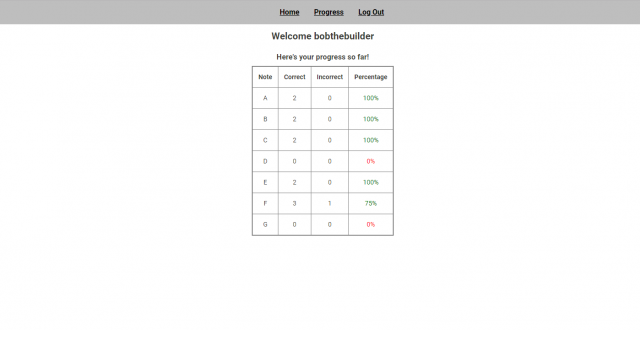 Home Progress Log Out
Welcome bobthebuilder
Here's your progress so far!
Note Correct Incorrect Percentage
A 2 0 100%
B 2 0 100%
C 2 0 100%
D 0 0 0%
E 2 0 100%
F 3 1 75%
G 0 0 0%